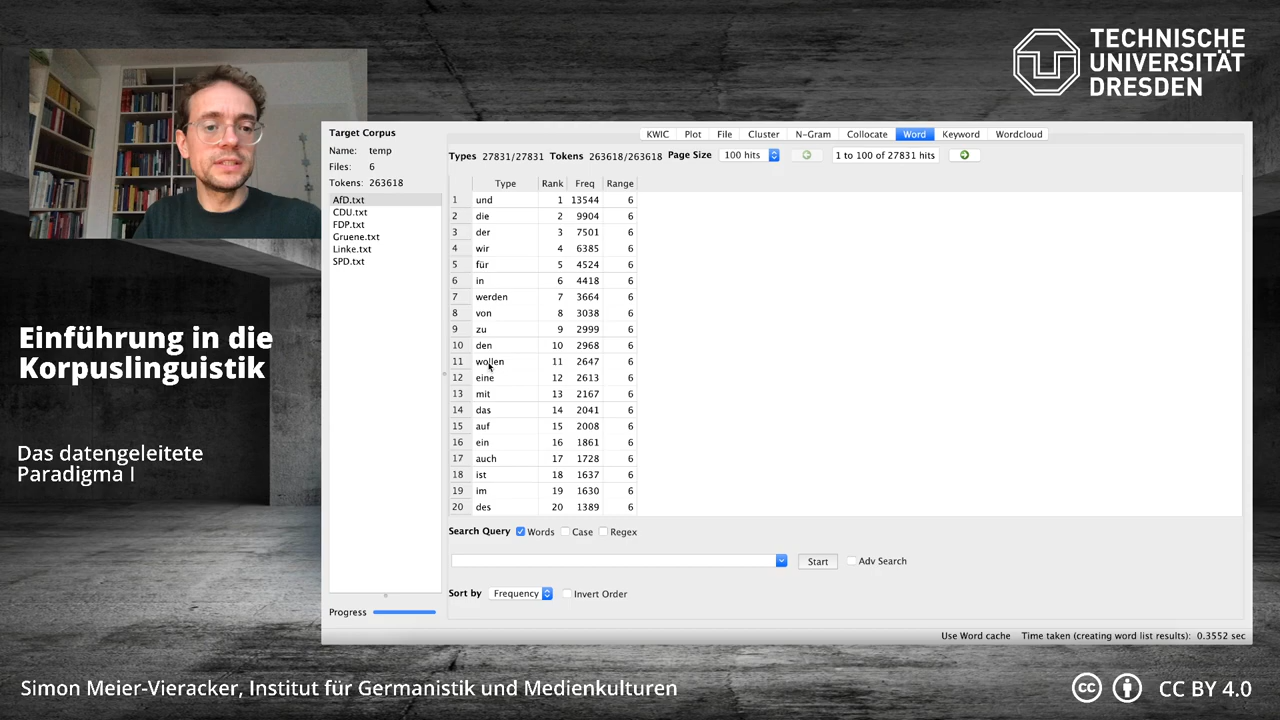 TECHNISCHE
UNIVERSITÄT
DRESDEN
Einführung in die
Korpuslinguistik
Das datengeleitete
Paradigma I
Target Corpus
Name: temp
Files: 6
Tokens: 263618
AfD.txt
CDU.txt
FDP.txt
Gruene.txt
Linke.txt
SPD.txt
Progress
KWIC Plot File Cluster N-Gram Collocate Word Keyword Wordcloud
Types 27831/27831 Tokens 263618/263618 Page Size 100 hits 1 to 100 of 27831 hits
Type Rank Freq Range
1 und 1 13544 6
2 die 2 9904 6
3 der 3 7501 6
4 wir 4 6385 6
5 für 5 4524 6
6 in 6 4418 6
7 werden 7 3664 6
8 von 8 3038 6
9 zu 9 2999 6
10 den 10 2968 6
11 wollen 11 2647 6
12 eine 12 2613 6
13 mit 13 2167 6
14 das 14 2041 6
15 auf 15 2008 6
16 ein 16 1861 6
17 auch 17 1728 6
18 ist 18 1637 6
19 im 19 1630 6
20 des 20 1389 6
Search Query Words Case Regex
Start Adv Search
Sort by Frequency Invert Order
Use Word cache Time taken (creating word list results): 0.3552 sec
Simon Meier-Vieracker, Institut für Germanistik und Medienkulturen
cc CC BY 4.0